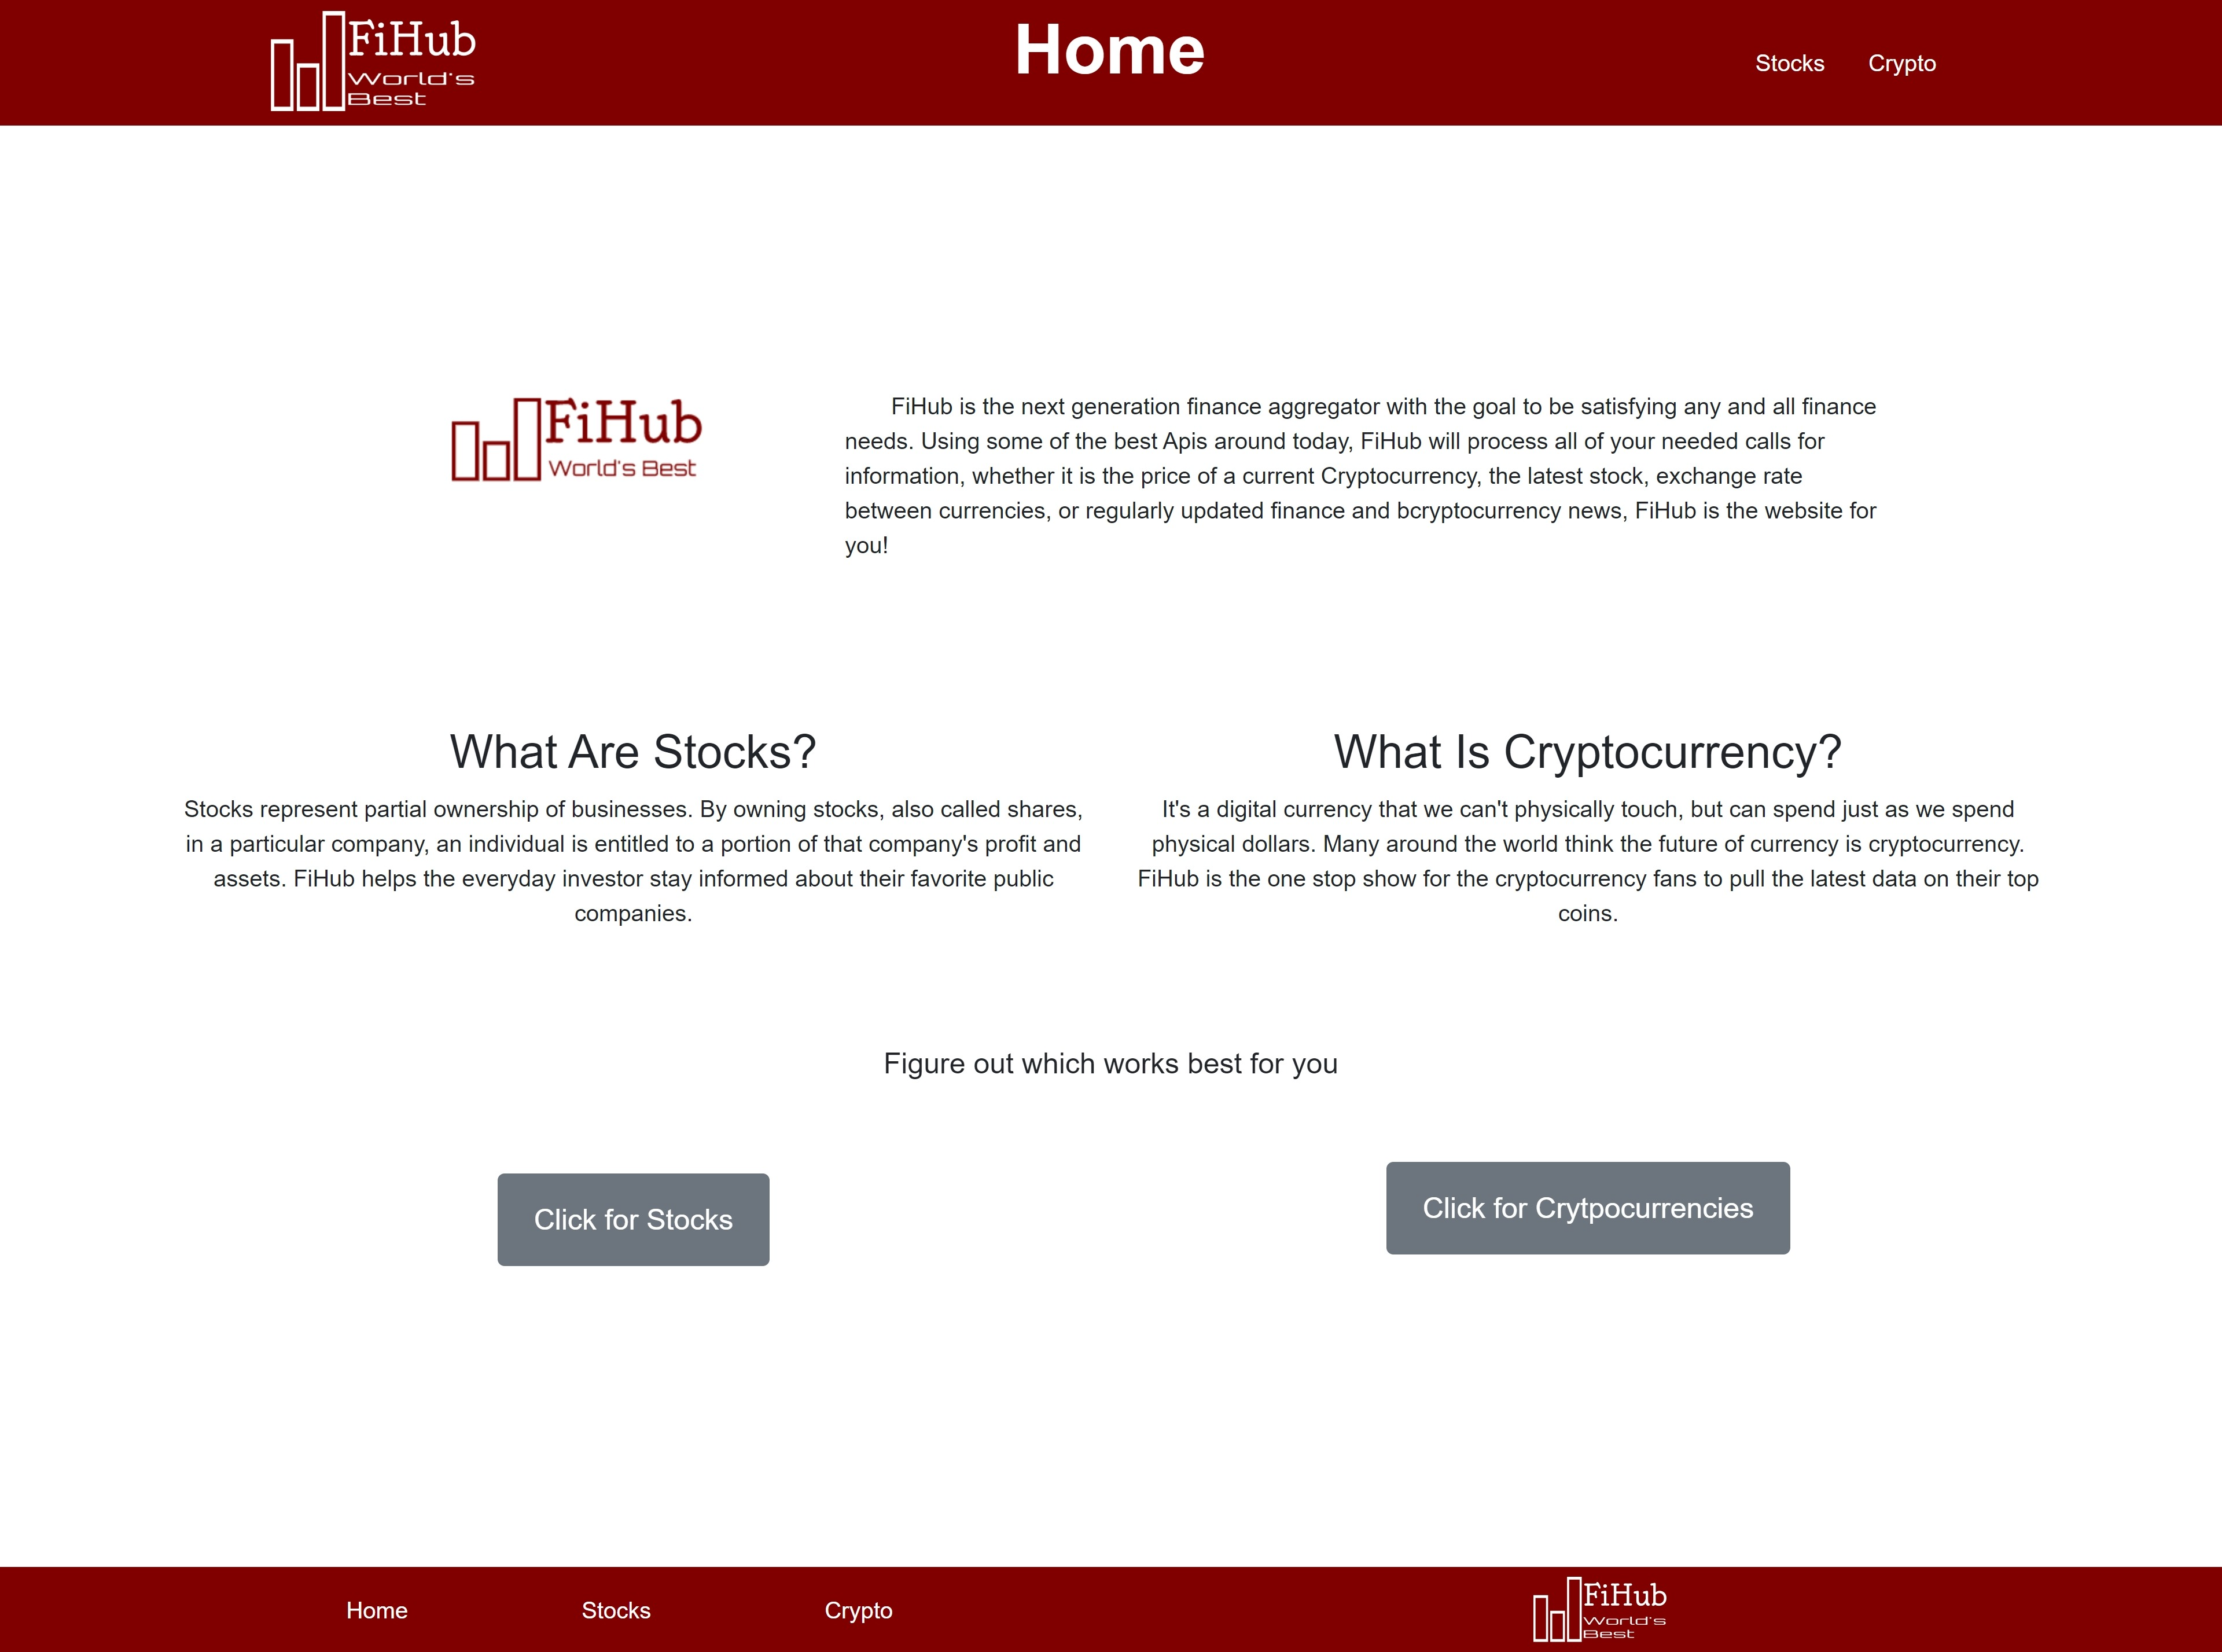 FiHub
World's
Best
Home
Stocks
Crypto
FiHub
World's Best
FiHub is the next generation finance aggregator with the goal to be satisfying any and all finance
needs. Using some of the best Apis around today, FiHub will process all of your needed calls for
information, whether it is the price of a current Cryptocurrency, the latest stock, exchange rate
between currencies, or regularly updated finance and bcryptocurrency news, FiHub is the website for
you!
What Are Stocks?
Stocks represent partial ownership of businesses. By owning stocks, also called shares,
in a particular company, an individual is entitled to a portion of that company's profit and
assets. FiHub helps the everyday investor stay informed about their favorite public
companies.
What Is Cryptocurrency?
It's a digital currency that we can't physically touch, but can spend just as we spend
physical dollars. Many around the world think the future of currency is cryptocurrency.
FiHub is the one stop show for the cryptocurrency fans to pull the latest data on their top
coins.
Figure out which works best for you
Click for Stocks
Click for Crytpocurrencies
Home
Stocks
Crypto
FiHub
World's
Best